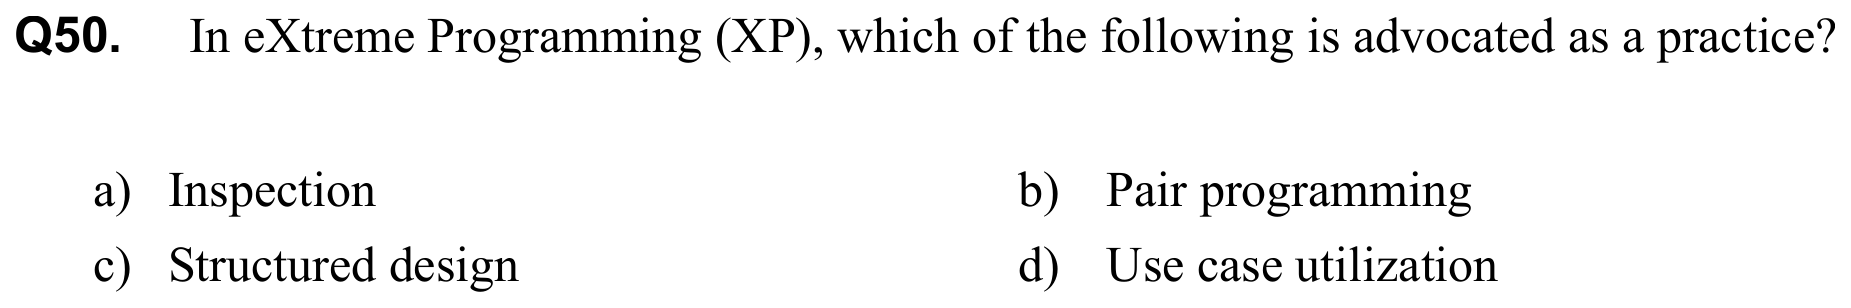 Q50. In eXtreme Programming (XP), which of the following is advocated as a practice?
a) Inspection b) Pair programming
c) Structured design d) Use case utilization